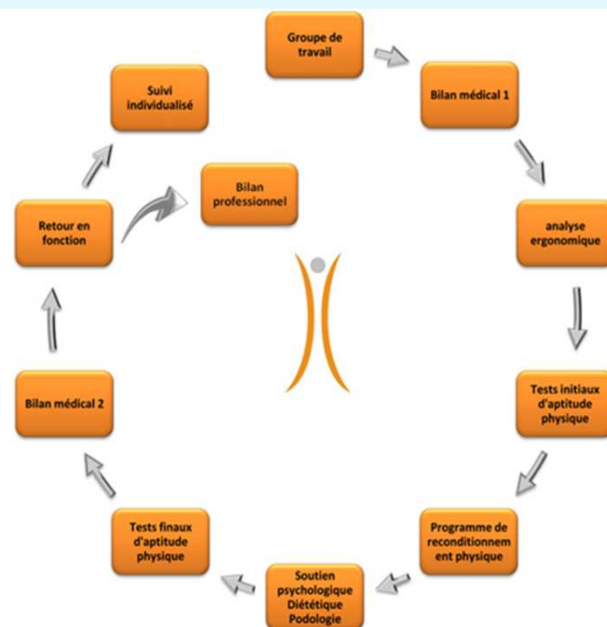 Groupe de
travail
Bilan médical 1
analyse
ergonomique
Tests initiaux
d'aptitude
physique
Programme de
reconditionnem
ent physique
Soutien
psychologique
Diététique
Podologie
Tests finaux
d'aptitude
physique
Bilan médical 2
Retour en
fonction
Bilan
professionnel
Suivi
individualisé